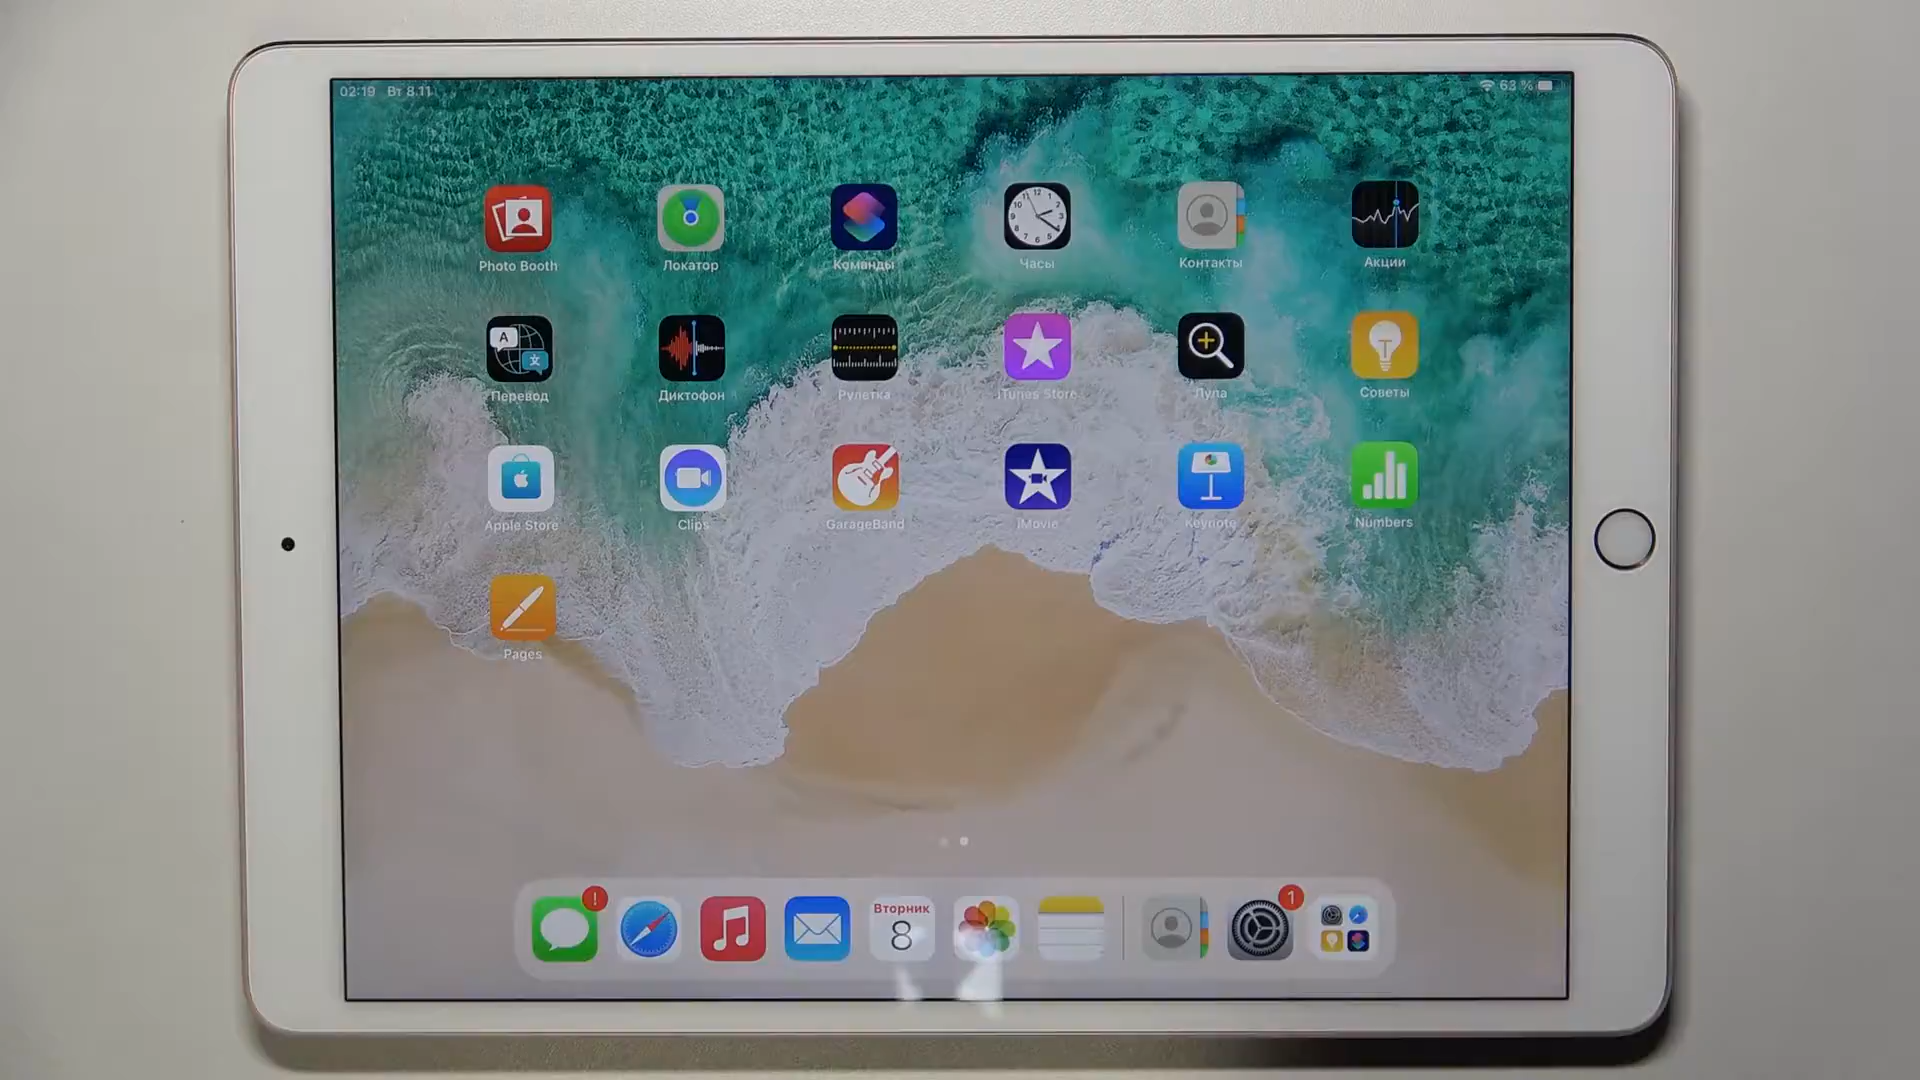 02:19 Вт 8.11
63 %
Photo Booth
Локатор
Команды
Часы
Контакты
Акции
Перевод
Диктофон
Рулетка
iTunes Store
Лупа
Советы
Apple Store
Clips
GarageBand
iMovie
Keynote
Numbers
Pages
!
Вторник
8
1